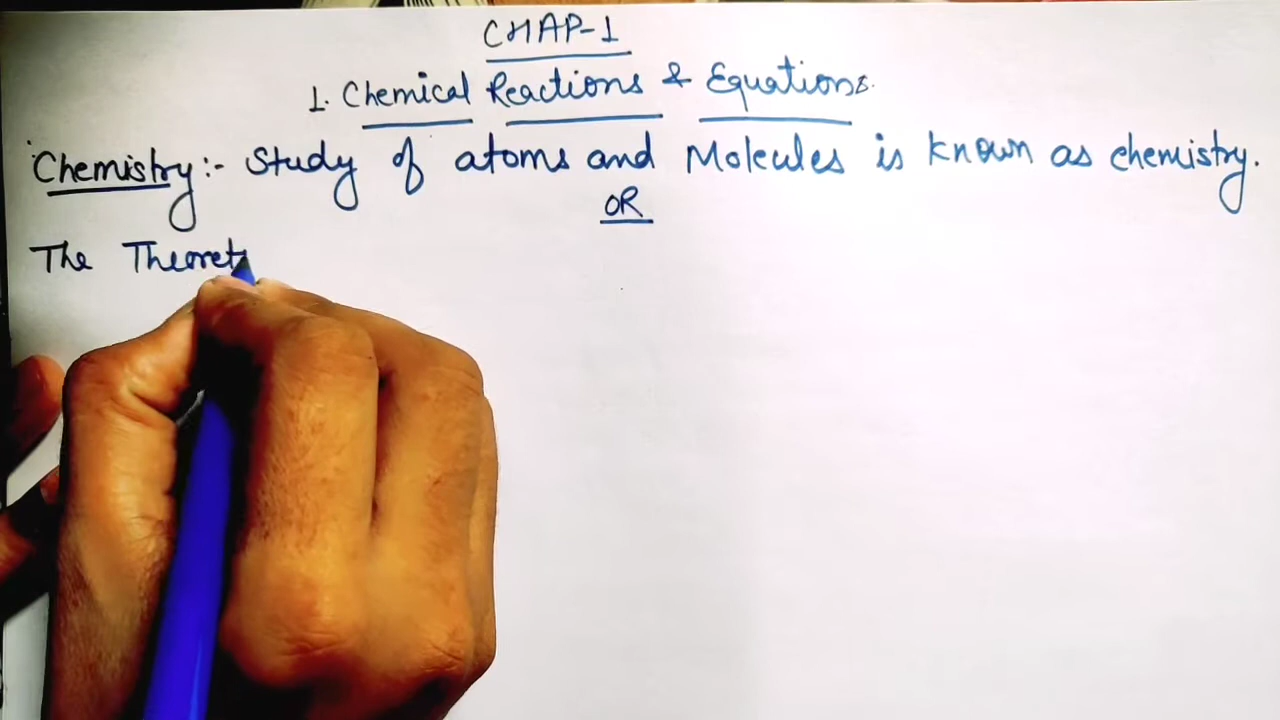 CHAP-1
1. Chemical Reactions & Equations.
Chemistry:- Study of atoms and Molecules is known as chemistry.
OR
The Theoret